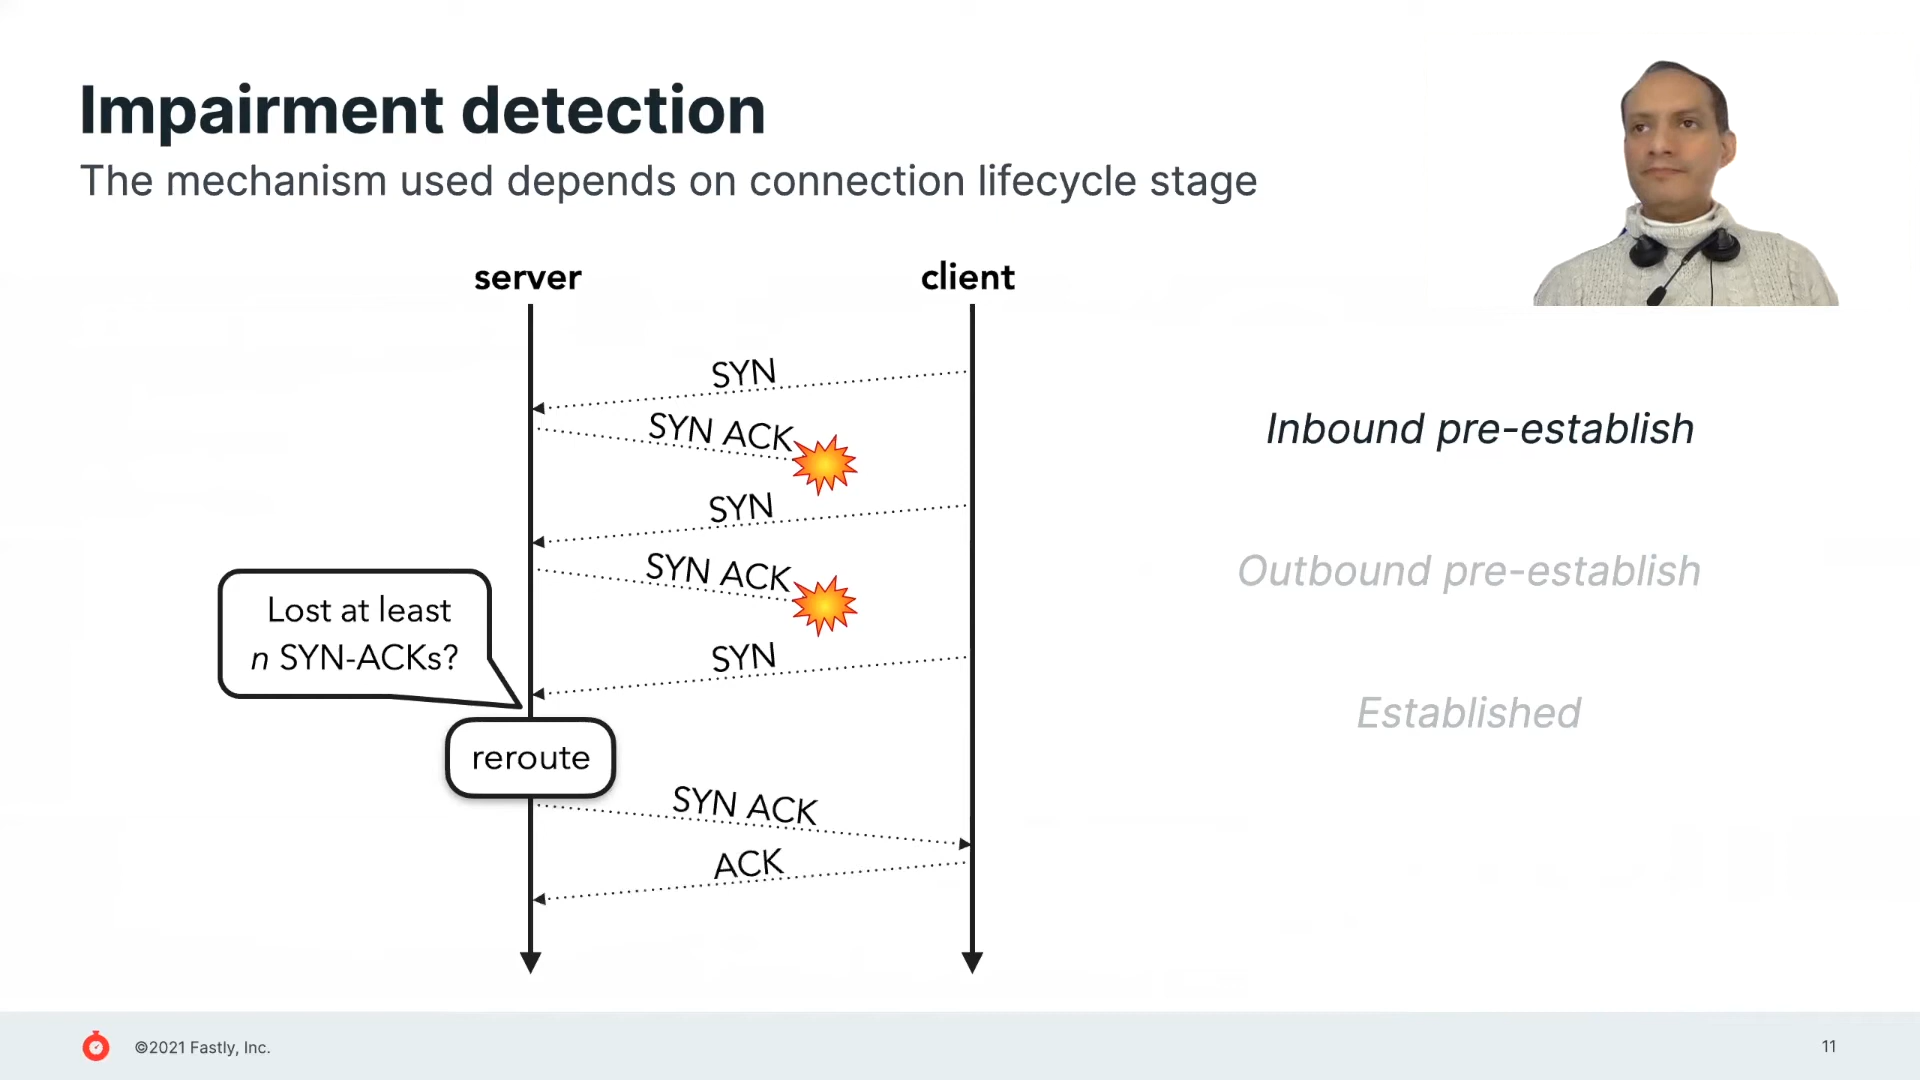 Impairment detection
The mechanism used depends on connection lifecycle stage
server
client
SYN
SYN ACK
SYN
SYN ACK
Lost at least
n SYN-ACKs?
SYN
reroute
SYN ACK
ACK
Inbound pre-establish
Outbound pre-establish
Established
©2021 Fastly, Inc.
11